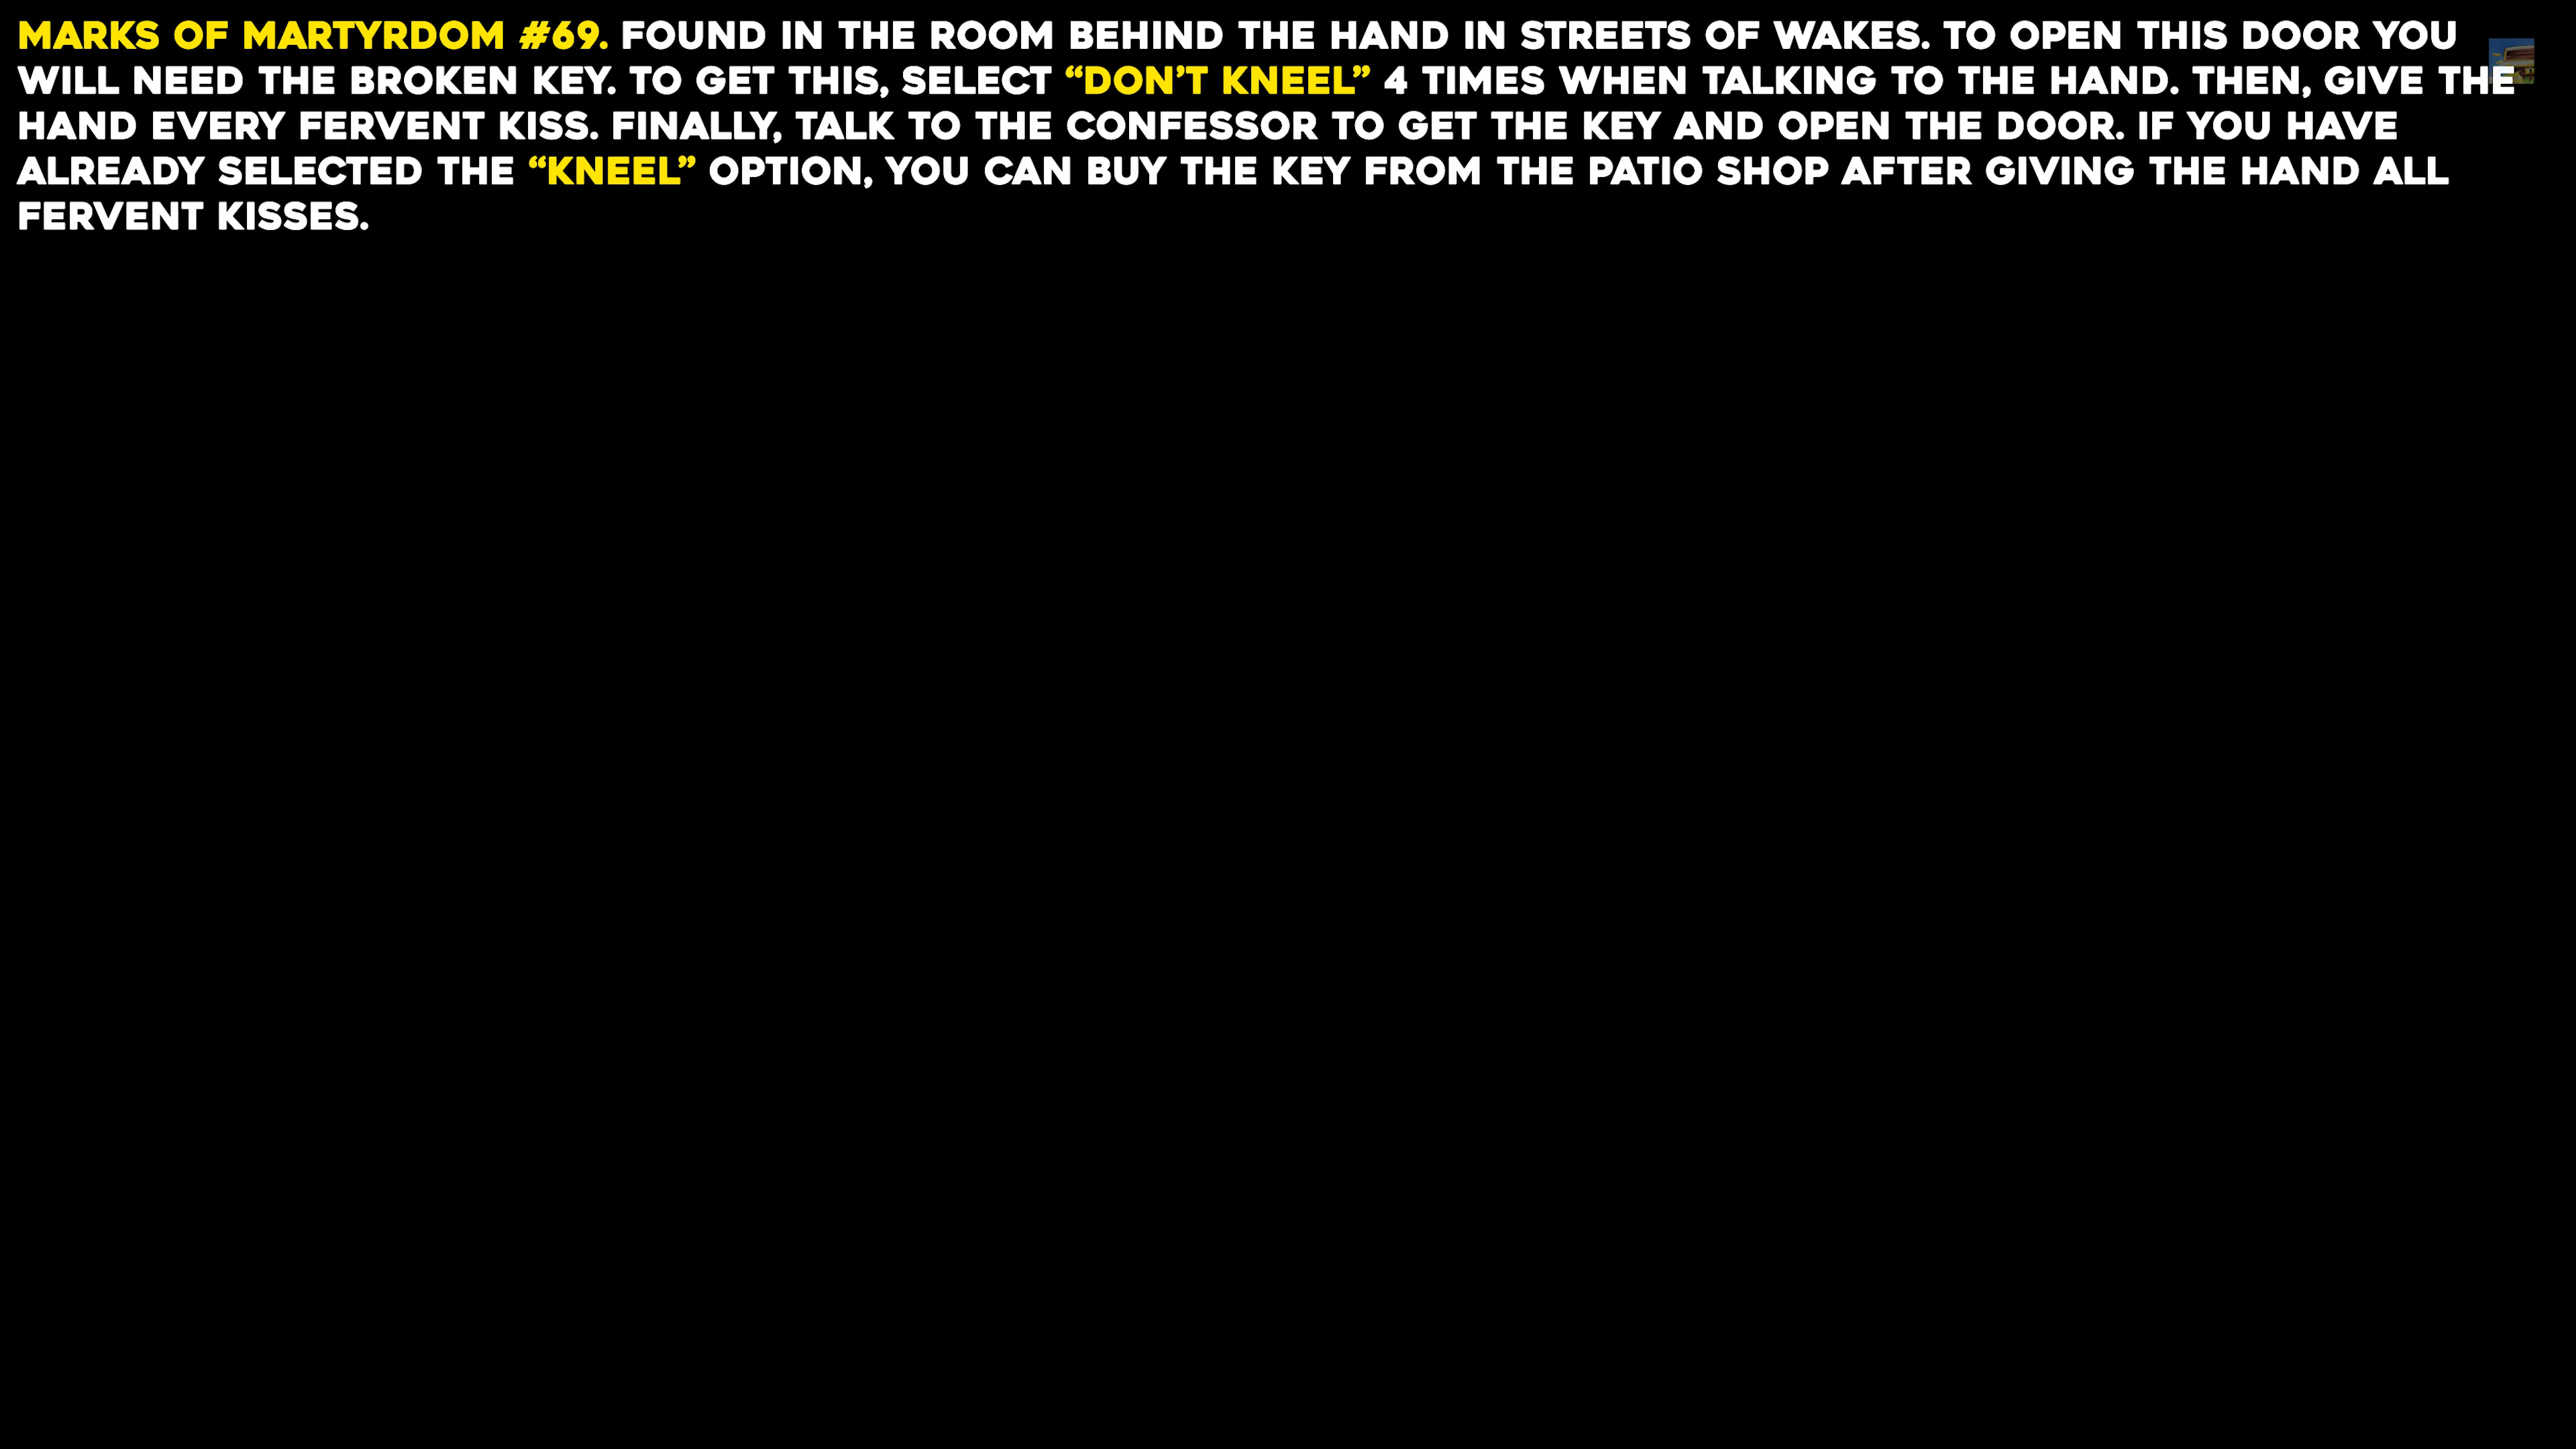 MARKS OF MARTYRDOM #69. FOUND IN THE ROOM BEHIND THE HAND IN STREETS OF WAKES. TO OPEN THIS DOOR YOU
WILL NEED THE BROKEN KEY. TO GET THIS, SELECT “DON’T KNEEL” 4 TIMES WHEN TALKING TO THE HAND. THEN, GIVE THE
HAND EVERY FERVENT KISS. FINALLY, TALK TO THE CONFESSOR TO GET THE KEY AND OPEN THE DOOR. IF YOU HAVE
ALREADY SELECTED THE “KNEEL” OPTION, YOU CAN BUY THE KEY FROM THE PATIO SHOP AFTER GIVING THE HAND ALL
FERVENT KISSES.